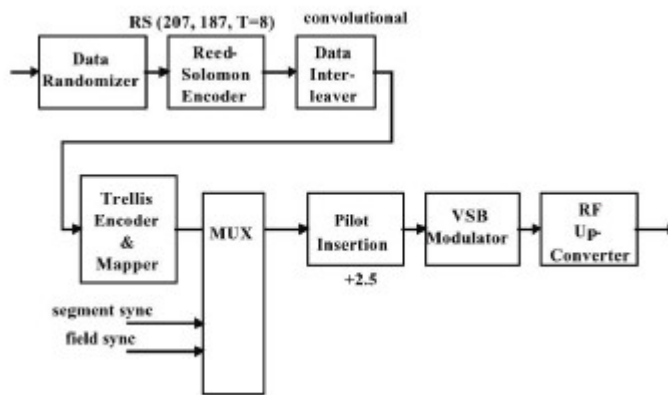 RS (207, 187, T=8)
convolutional
Data
Randomizer
Reed-
Solomon
Encoder
Data
Inter-
leaver
Trellis
Encoder
&
Mapper
MUX
Pilot
Insertion
+2.5
VSB
Modulator
RF
Up-
Converter
segment sync
field sync